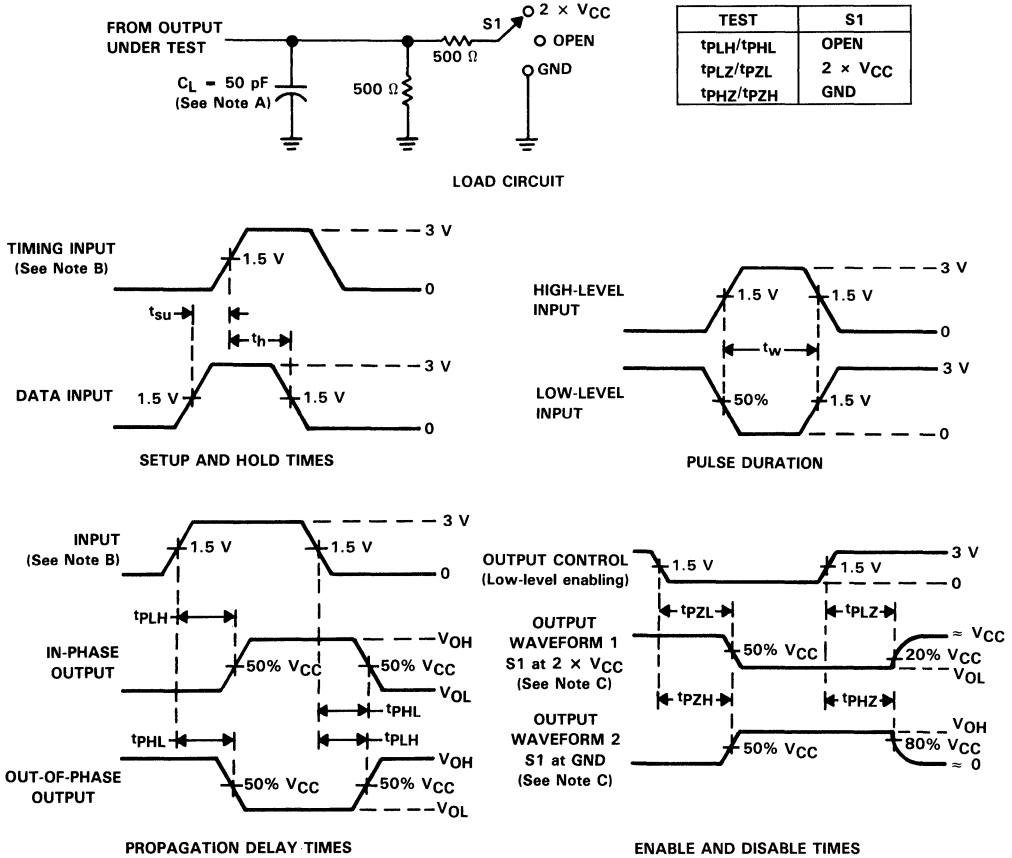 FROM OUTPUT
UNDER TEST
CL = 50 pF
(See Note A)
500 Ω
500 Ω
S1
2 × VCC
OPEN
GND
LOAD CIRCUIT
TEST S1
tPLH/tPHL OPEN
tPLZ/tPZL 2 × VCC
tPHZ/tPZH GND
TIMING INPUT
(See Note B)
3 V
1.5 V
0
tsu
th
DATA INPUT
3 V
1.5 V
1.5 V
0
SETUP AND HOLD TIMES
HIGH-LEVEL
INPUT
3 V
1.5 V
1.5 V
0
tw
LOW-LEVEL
INPUT
3 V
50%
1.5 V
0
PULSE DURATION
INPUT
(See Note B)
3 V
1.5 V
1.5 V
0
tPLH
IN-PHASE
OUTPUT
VOH
50% VCC
50% VCC
VOL
tPHL
tPHL
tPLH
OUT-OF-PHASE
OUTPUT
VOH
50% VCC
50% VCC
VOL
PROPAGATION DELAY TIMES
OUTPUT CONTROL
(Low-level enabling)
3 V
1.5 V
1.5 V
0
tPZL
tPLZ
OUTPUT
WAVEFORM 1
S1 at 2 × VCC
(See Note C)
≈ VCC
50% VCC
20% VCC
VOL
tPZH
tPHZ
OUTPUT
WAVEFORM 2
S1 at GND
(See Note C)
VOH
50% VCC
80% VCC
≈ 0
ENABLE AND DISABLE TIMES